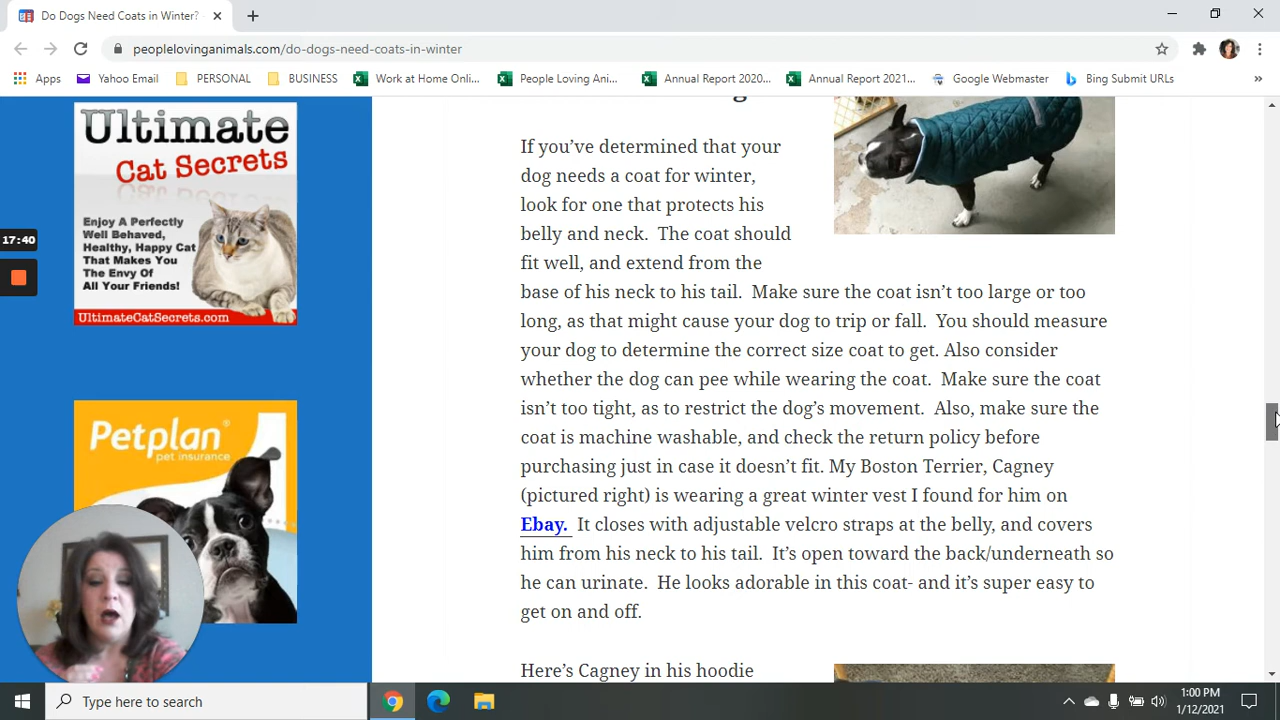 Do Dogs Need Coats in Winter? -
peoplelovinganimals.com/do-dogs-need-coats-in-winter
Apps
Yahoo Email
PERSONAL
BUSINESS
Work at Home Onli...
People Loving Ani...
Annual Report 2020...
Annual Report 2021...
Google Webmaster
Bing Submit URLs
»
17:40
Ultimate
Cat Secrets
Enjoy A Perfectly
Well Behaved,
Healthy, Happy Cat
That Makes You
The Envy Of
All Your Friends!
UltimateCatSecrets.com
Petplan®
pet insurance
If you’ve determined that your
dog needs a coat for winter,
look for one that protects his
belly and neck.  The coat should
fit well, and extend from the
base of his neck to his tail.  Make sure the coat isn’t too large or too
long, as that might cause your dog to trip or fall.  You should measure
your dog to determine the correct size coat to get. Also consider
whether the dog can pee while wearing the coat.  Make sure the coat
isn’t too tight, as to restrict the dog’s movement.  Also, make sure the
coat is machine washable, and check the return policy before
purchasing just in case it doesn’t fit. My Boston Terrier, Cagney
(pictured right) is wearing a great winter vest I found for him on
Ebay.  It closes with adjustable velcro straps at the belly, and covers
him from his neck to his tail.  It’s open toward the back/underneath so
he can urinate.  He looks adorable in this coat- and it’s super easy to
get on and off.
Here’s Cagney in his hoodie
Type here to search
1:00 PM
1/12/2021